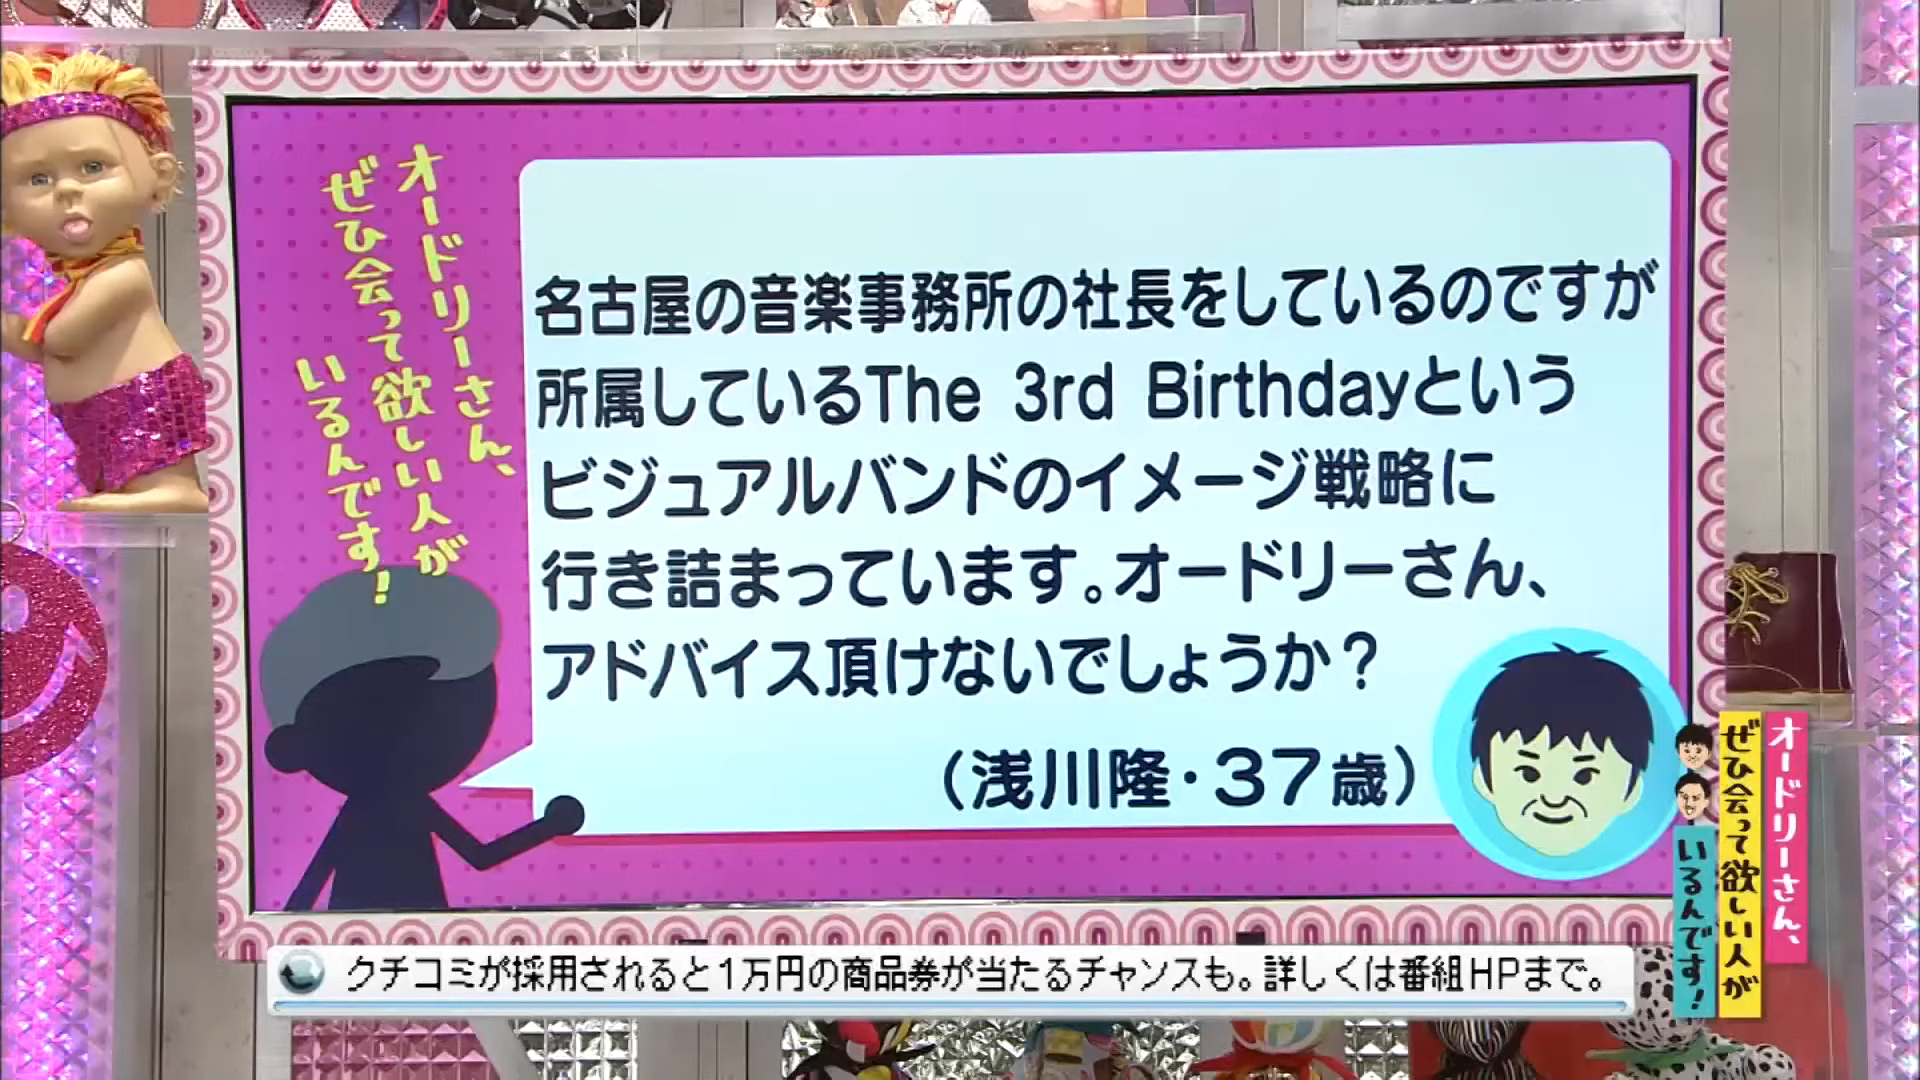 オードリーさん、
ぜひ会って欲しい人が
いるんです!
名古屋の音楽事務所の社長をしているのですが
所属しているThe 3rd Birthdayという
ビジュアルバンドのイメージ戦略に
行き詰まっています。オードリーさん、
アドバイス頂けないでしょうか?
(浅川隆・37歳)
オードリーさん、
ぜひ会って欲しい人が
いるんです!
クチコミが採用されると1万円の商品券が当たるチャンスも。詳しくは番組HPまで。